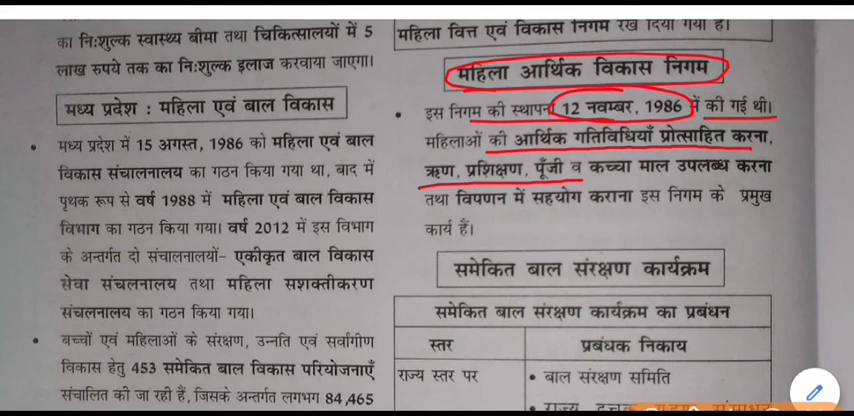 का निःशुल्क स्वास्थ्य बीमा तथा चिकित्सालयों में 5
लाख रुपये तक का निःशुल्क इलाज करवाया जाएगा।
मध्य प्रदेश : महिला एवं बाल विकास
• मध्य प्रदेश में 15 अगस्त, 1986 को महिला एवं बाल
विकास संचालनालय का गठन किया गया था, बाद में
पृथक रूप से वर्ष 1988 में महिला एवं बाल विकास
विभाग का गठन किया गया। वर्ष 2012 में इस विभाग
के अन्तर्गत दो संचालनालयों- एकीकृत बाल विकास
सेवा संचालनालय तथा महिला सशक्तीकरण
संचलनालय का गठन किया गया।
• बच्चों एवं महिलाओं के संरक्षण, उन्नति एवं सर्वांगीण
विकास हेतु 453 समेकित बाल विकास परियोजनाएँ
संचालित की जा रही हैं, जिसके अन्तर्गत लगभग 84,465
महिला वित्त एवं विकास निगम रख दिया गया है।
महिला आर्थिक विकास निगम
• इस निगम की स्थापना 12 नवम्बर, 1986 में की गई थी।
महिलाओं की आर्थिक गतिविधियाँ प्रोत्साहित करना,
ऋण, प्रशिक्षण, पूँजी व कच्चा माल उपलब्ध करना
तथा विपणन में सहयोग कराना इस निगम के प्रमुख
कार्य हैं।
समेकित बाल संरक्षण कार्यक्रम
समेकित बाल संरक्षण कार्यक्रम का प्रबंधन
स्तर प्रबंधक निकाय
राज्य स्तर पर • बाल संरक्षण समिति
• राज्य